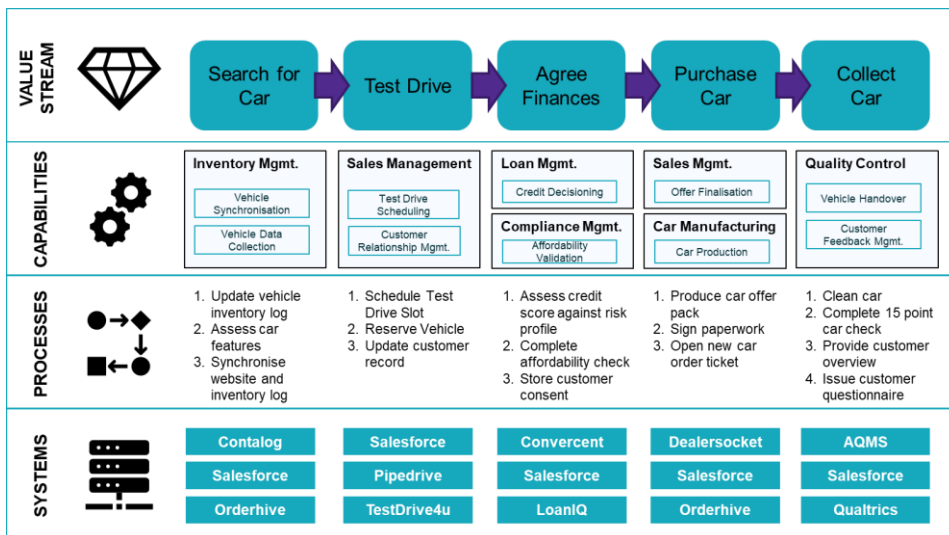 VALUE
STREAM
Search for
Car
Test Drive
Agree
Finances
Purchase
Car
Collect
Car
CAPABILITIES
Inventory Mgmt.
Vehicle
Synchronisation
Vehicle Data
Collection
Sales Management
Test Drive
Scheduling
Customer
Relationship Mgmt.
Loan Mgmt.
Credit Decisioning
Compliance Mgmt.
Affordability
Validation
Sales Mgmt.
Offer Finalisation
Car Manufacturing
Car Production
Quality Control
Vehicle Handover
Customer
Feedback Mgmt.
PROCESSES
1. Update vehicle
inventory log
2. Assess car
features
3. Synchronise
website and
inventory log
1. Schedule Test
Drive Slot
2. Reserve Vehicle
3. Update customer
record
1. Assess credit
score against risk
profile
2. Complete
affordability check
3. Store customer
consent
1. Produce car offer
pack
2. Sign paperwork
3. Open new car
order ticket
1. Clean car
2. Complete 15 point
car check
3. Provide customer
overview
4. Issue customer
questionnaire
SYSTEMS
Contalog
Salesforce
Orderhive
Salesforce
Pipedrive
TestDrive4u
Convercent
Salesforce
LoanIQ
Dealersocket
Salesforce
Orderhive
AQMS
Salesforce
Qualtrics